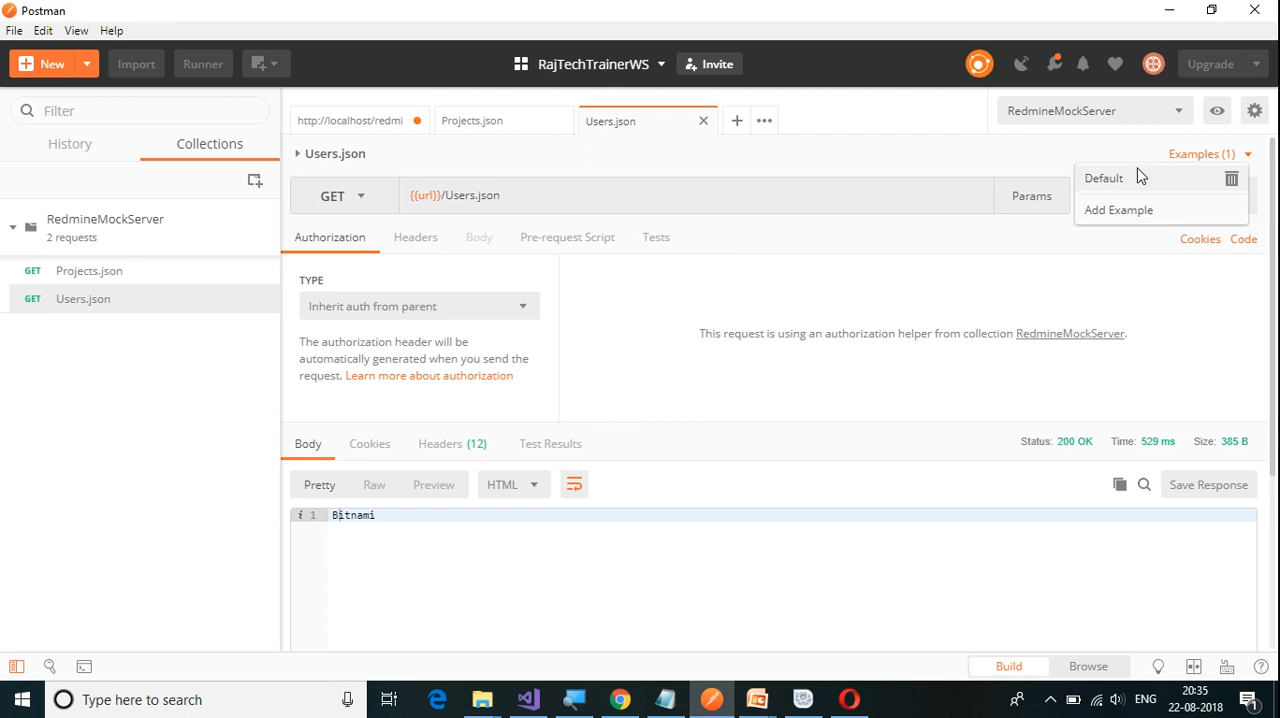 Postman
File Edit View Help
New Import Runner RajTechTrainerWS Invite Upgrade
Filter
History Collections
RedmineMockServer
2 requests
GET Projects.json
GET Users.json
http://localhost/redmi Projects.json Users.json RedmineMockServer
Users.json Examples (1)
GET {{url}}/Users.json Params
Default
Add Example
Authorization Headers Body Pre-request Script Tests Cookies Code
TYPE
Inherit auth from parent
The authorization header will be
automatically generated when you send the
request. Learn more about authorization
This request is using an authorization helper from collection RedmineMockServer.
Body Cookies Headers (12) Test Results Status: 200 OK Time: 529 ms Size: 385 B
Pretty Raw Preview HTML Save Response
i 1 Bitnami
Build Browse
Type here to search
ENG
20:35
22-08-2018
1